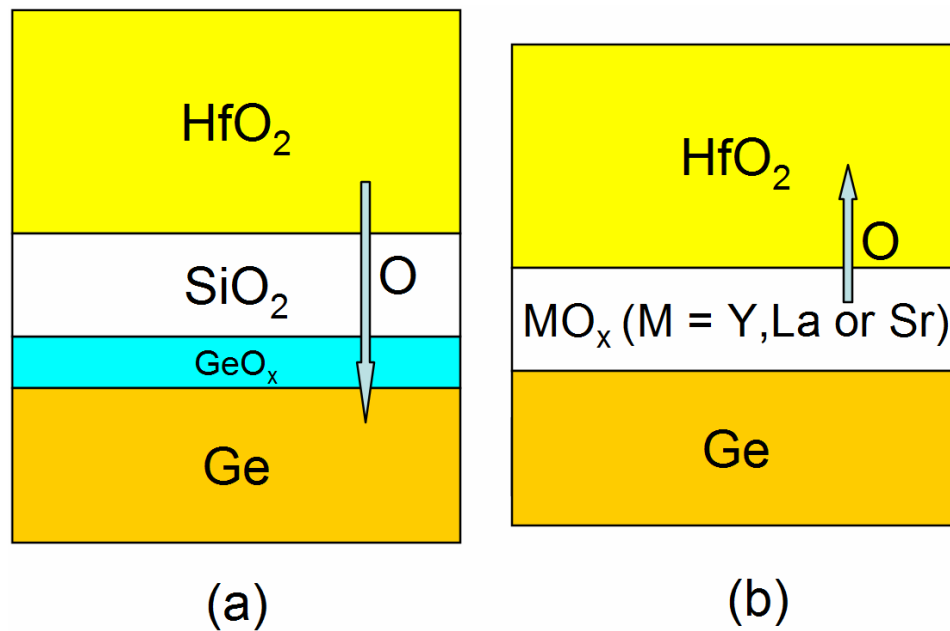 HfO₂
SiO₂
O
GeOₓ
Ge
(a)
HfO₂
O
MOₓ (M = Y,La or Sr)
Ge
(b)